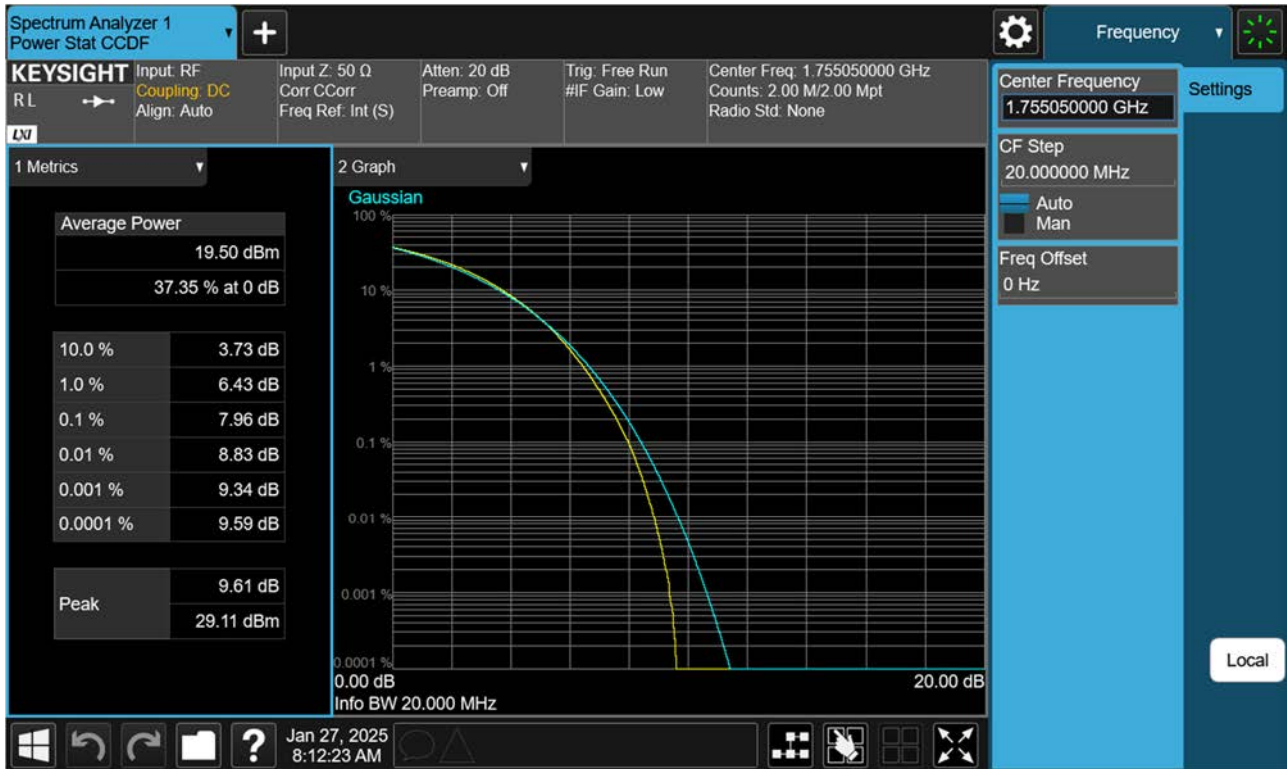 Spectrum Analyzer 1
Power Stat CCDF
+
Frequency
KEYSIGHT
R L
LXI
Input: RF
Coupling: DC
Align: Auto
Input Z: 50 Ω
Corr CCorr
Freq Ref: Int (S)
Atten: 20 dB
Preamp: Off
Trig: Free Run
#IF Gain: Low
Center Freq: 1.755050000 GHz
Counts: 2.00 M/2.00 Mpt
Radio Std: None
Center Frequency
1.755050000 GHz
Settings
CF Step
20.000000 MHz
Auto
Man
Freq Offset
0 Hz
Local
1 Metrics
Average Power
19.50 dBm
37.35 % at 0 dB
10.0 % 3.73 dB
1.0 % 6.43 dB
0.1 % 7.96 dB
0.01 % 8.83 dB
0.001 % 9.34 dB
0.0001 % 9.59 dB
Peak
9.61 dB
29.11 dBm
2 Graph
Gaussian
100 %
10 %
1 %
0.1 %
0.01 %
0.001 %
0.0001 %
0.00 dB 20.00 dB
Info BW 20.000 MHz
?
Jan 27, 2025
8:12:23 AM